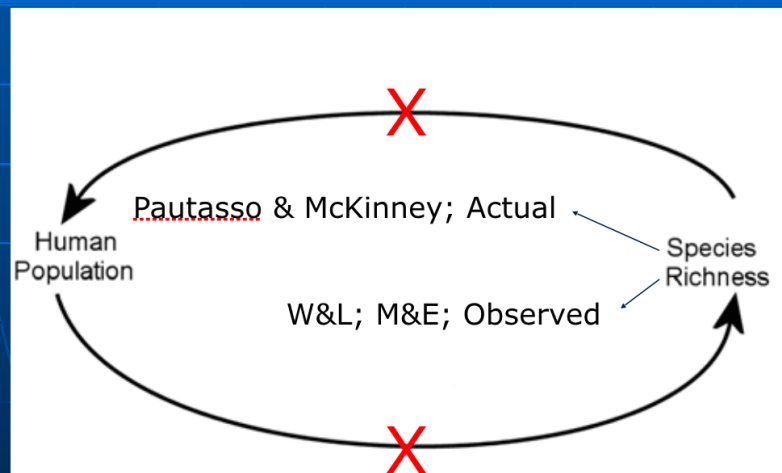 X
Pautasso & McKinney; Actual
Human
Population
Species
Richness
W&L; M&E; Observed
X